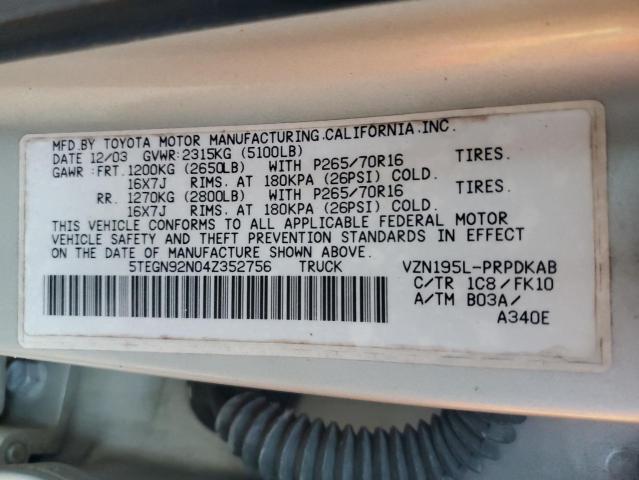 MFD.BY TOYOTA MOTOR MANUFACTURING.CALIFORNIA.INC.
DATE 12/03 GVWR:2315KG (5100LB)
GAWR:FRT.1200KG (2650LB) WITH P265/70R16 TIRES.
16X7J RIMS. AT 180KPA (26PSI) COLD.
RR. 1270KG (2800LB) WITH P265/70R16 TIRES.
16X7J RIMS. AT 180KPA (26PSI) COLD.
THIS VEHICLE CONFORMS TO ALL APPLICABLE FEDERAL MOTOR
VEHICLE SAFETY AND THEFT PREVENTION STANDARDS IN EFFECT
ON THE DATE OF MANUFACTURE SHOWN ABOVE.
5TEGN92N04Z352756 TRUCK VZN195L-PRPDKAB
C/TR 1C8/FK10
A/TM B03A/
A340E